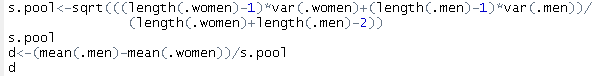 s.pool<-sqrt(((length(.women)-1)*var(.women)+(length(.men)-1)*var(.men))/
(length(.women)+length(.men)-2))
s.pool
d<-(mean(.men)-mean(.women))/s.pool
d